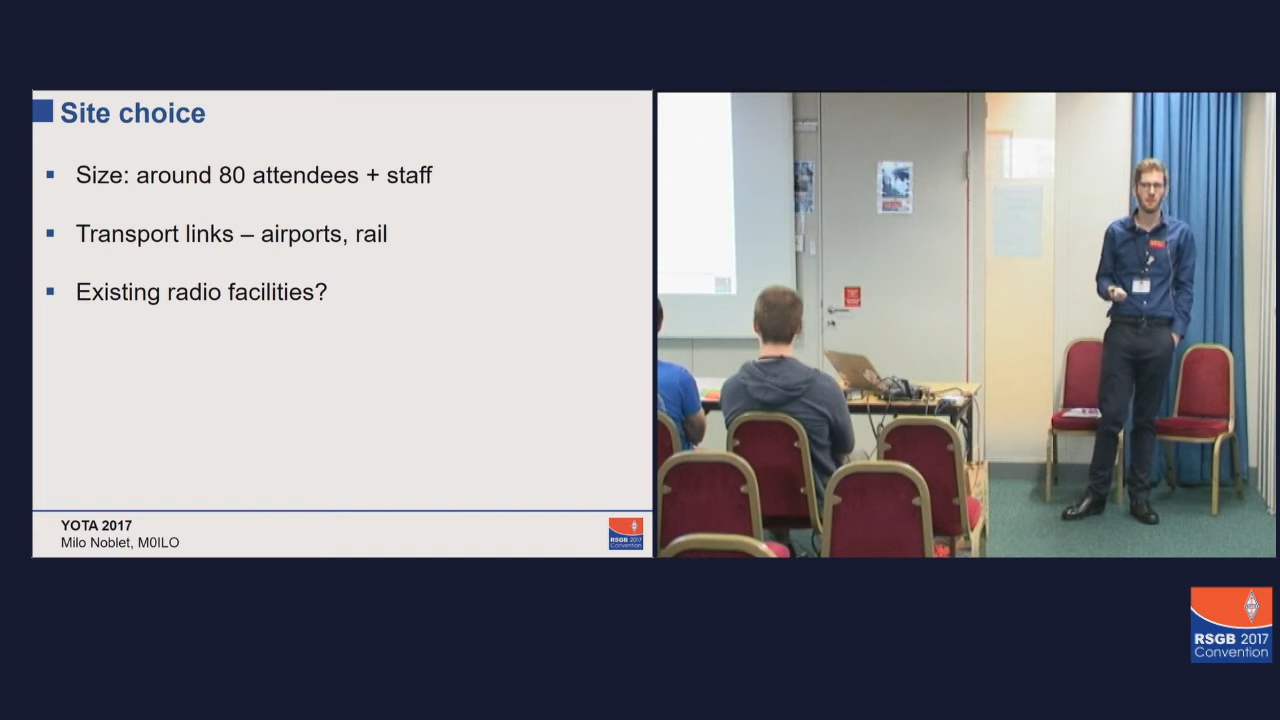 Site choice
Size: around 80 attendees + staff
Transport links – airports, rail
Existing radio facilities?
YOTA 2017
Milo Noblet, M0ILO
RSGB 2017
Convention
RSGB 2017
Convention